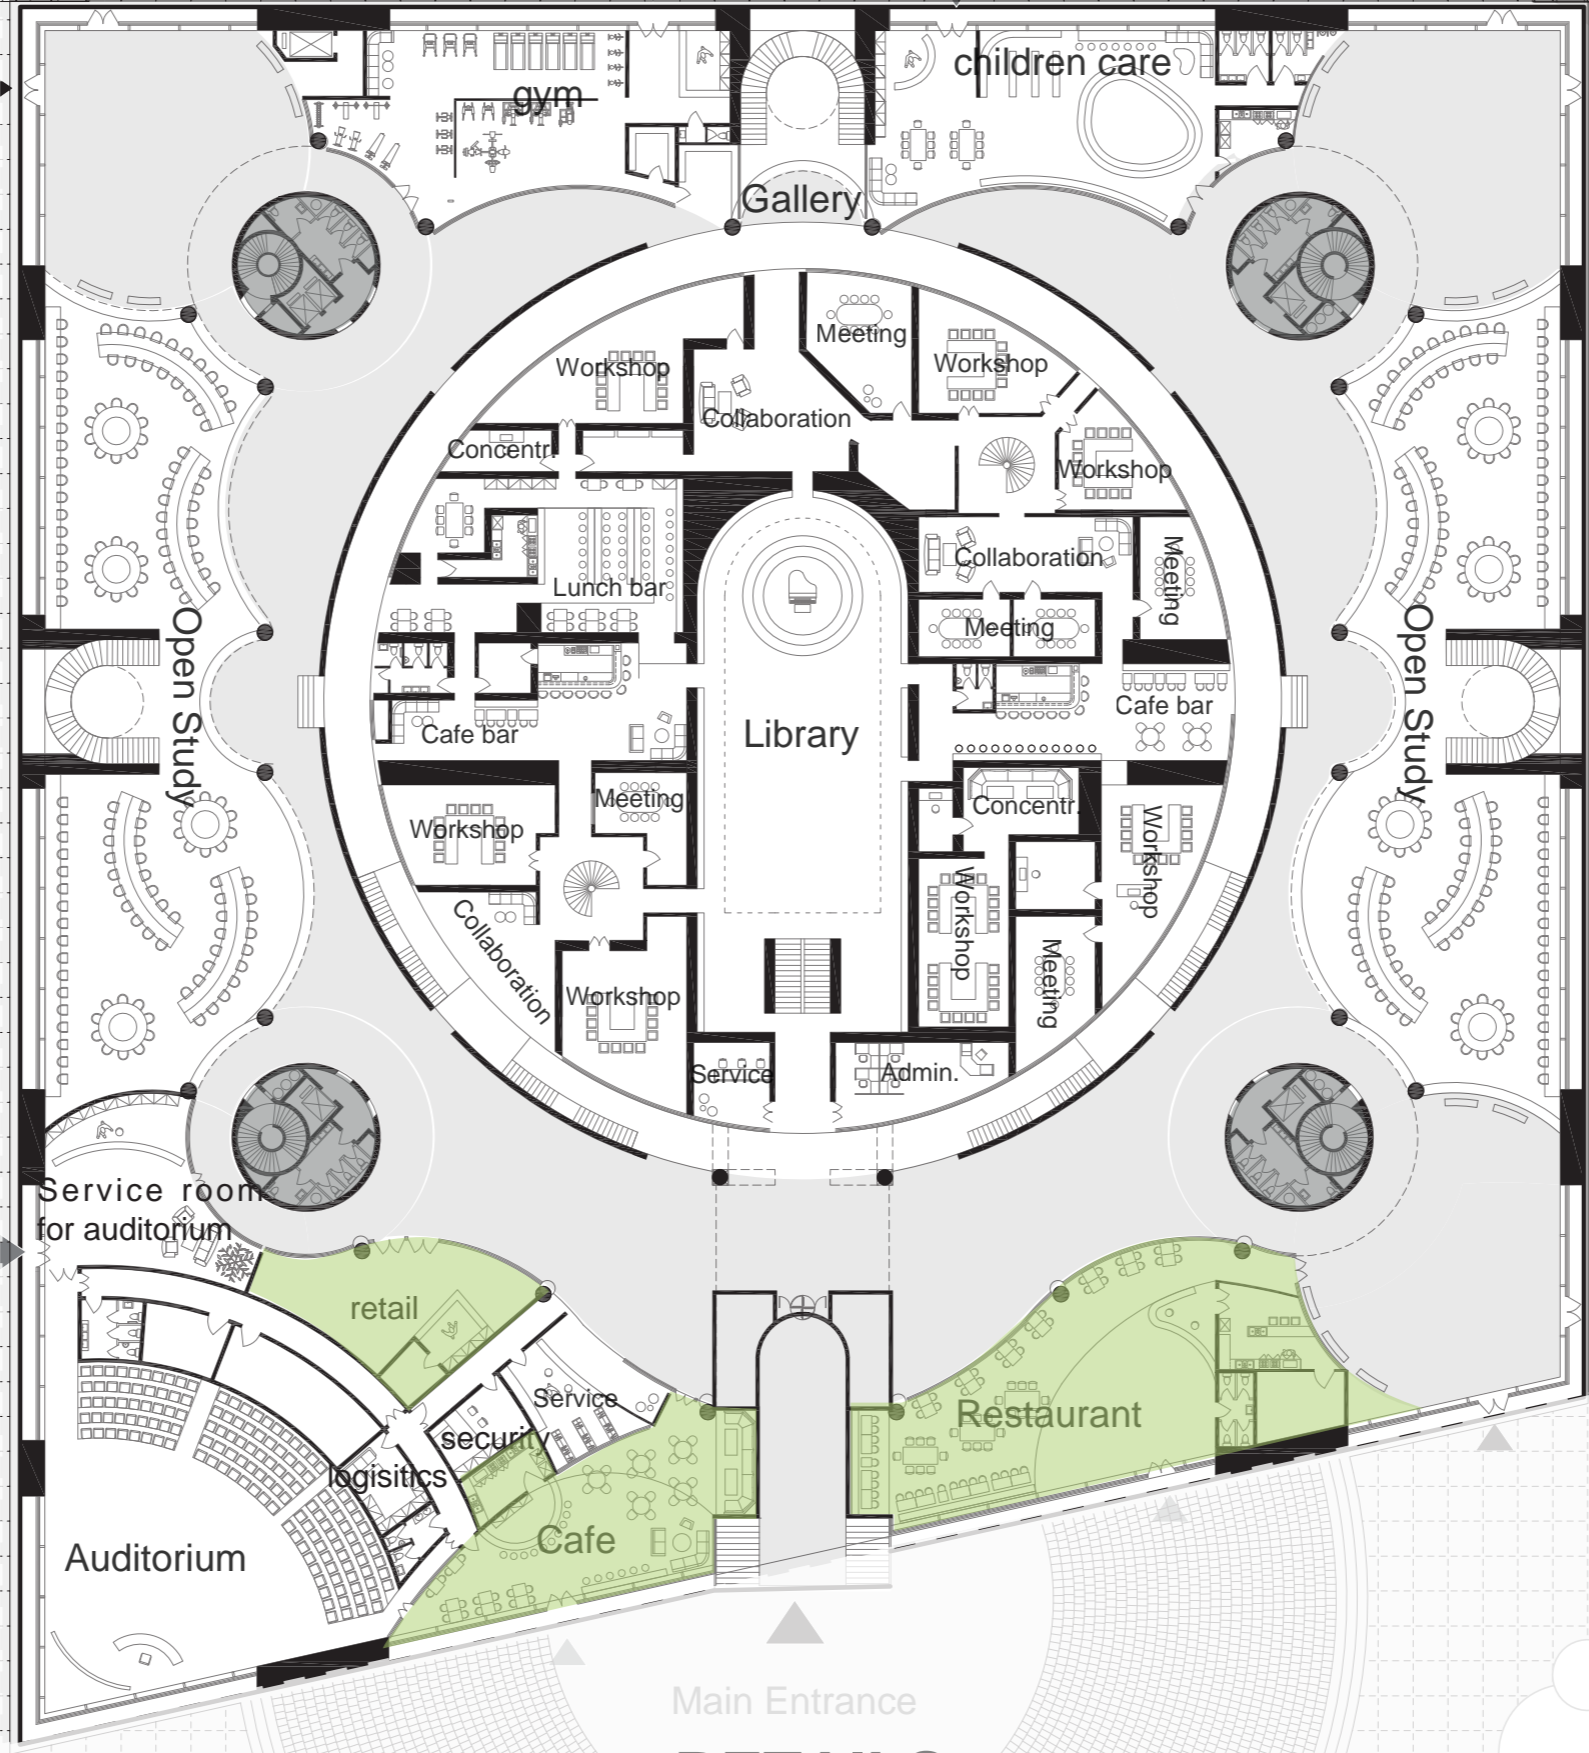 children care
gym
Gallery
Meeting
Workshop
Workshop
Collaboration
Concentr.
Workshop
Collaboration
Meeting
Lunch bar
Meeting
Open Study
Open Study
Cafe bar
Library
Cafe bar
Meeting
Concentr.
Workshop
Workshop
Workshop
Collaboration
Meeting
Workshop
Service
Admin.
Service room
for auditorium
retail
Service
Restaurant
security
logisitics
Cafe
Auditorium
Main Entrance